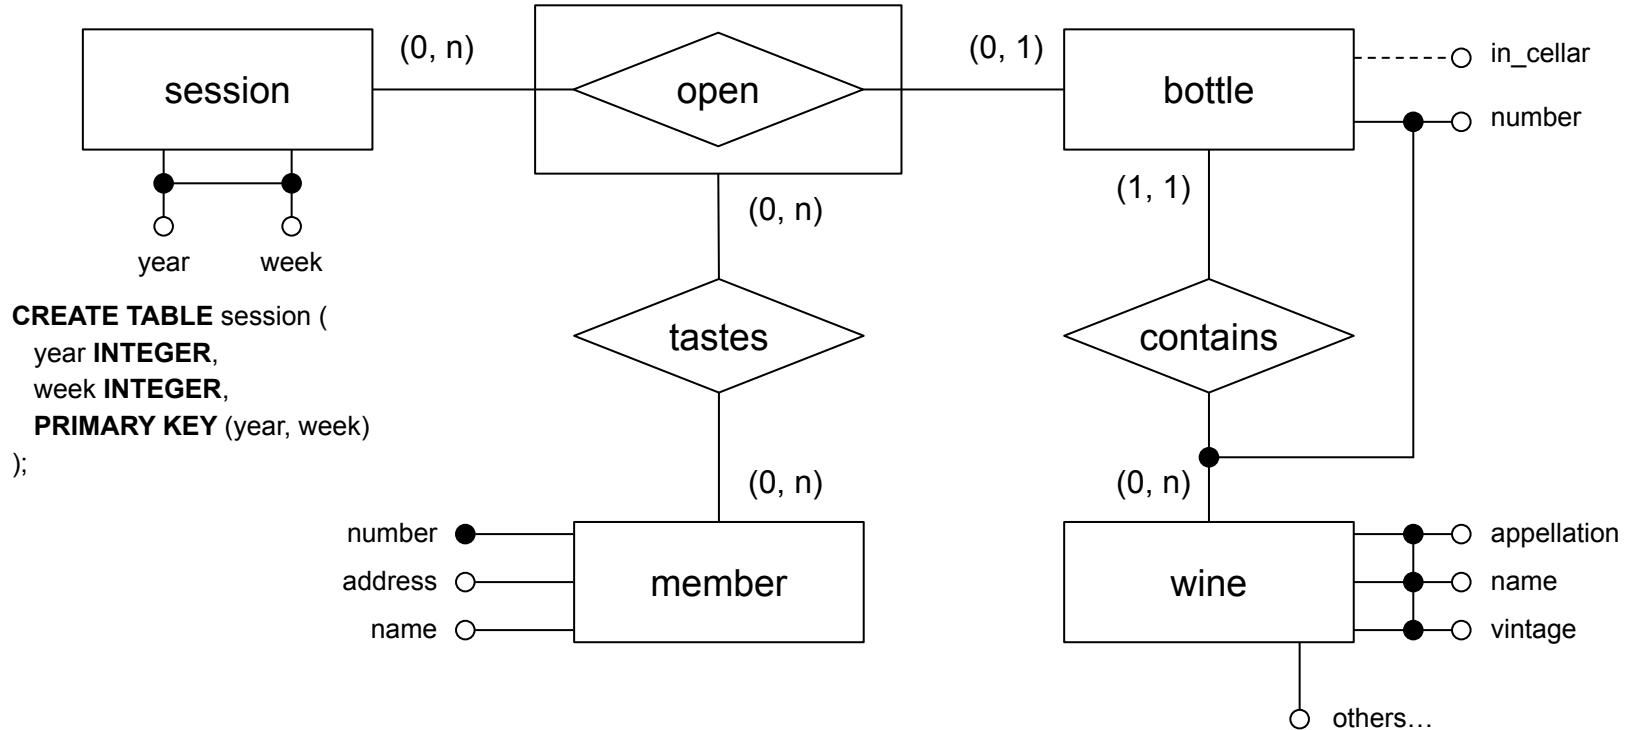 (0, n)
(0, 1)
session
open
bottle
in_cellar
number
(0, n)
(1, 1)
year
week
CREATE TABLE session (
year INTEGER,
week INTEGER,
PRIMARY KEY (year, week)
);
tastes
contains
(0, n)
(0, n)
number
address
name
member
wine
appellation
name
vintage
others…